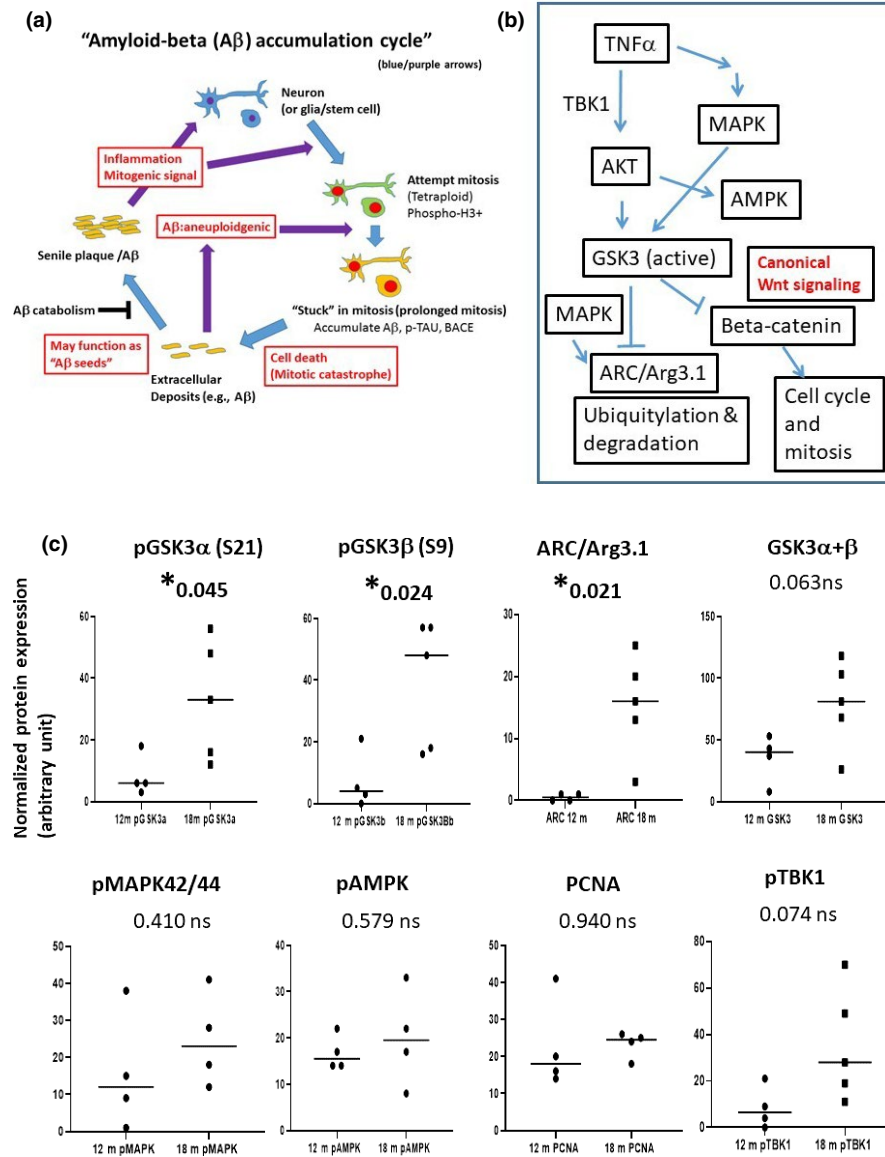 (a)
“Amyloid-beta (Aβ) accumulation cycle”
(blue/purple arrows)
Neuron
(or glia/stem cell)
Inflammation
Mitogenic signal
Attempt mitosis
(Tetraploid)
Phospho-H3+
Aβ:aneuploidgenic
Senile plaque /Aβ
“Stuck” in mitosis (prolonged mitosis)
Accumulate Aβ, p-TAU, BACE
Aβ catabolism
May function as
“Aβ seeds”
Extracellular
Deposits (e.g., Aβ)
Cell death
(Mitotic catastrophe)
(b)
TNFα
TBK1
MAPK
AKT
AMPK
GSK3 (active)
Canonical
Wnt signaling
MAPK
Beta-catenin
ARC/Arg3.1
Ubiquitylation &
degradation
Cell cycle
and
mitosis
(c)
Normalized protein expression
(arbitrary unit)
pGSK3α (S21)
*0.045
60
40
20
0
12m pGSK3a 18m pGSK3a
pGSK3β (S9)
*0.024
60
40
20
0
12 m pGSK3b 18 m pGSK3Bb
ARC/Arg3.1
*0.021
30
20
10
0
ARC 12 m ARC 18 m
GSK3α+β
0.063ns
150
100
50
0
12 m GSK3 18 m GSK3
pMAPK42/44
0.410 ns
50
40
30
20
10
0
12 m pMAPK 18 m pMAPK
pAMPK
0.579 ns
40
30
20
10
0
12 m pAMPK 18 m pAMPK
PCNA
0.940 ns
50
40
30
20
10
0
12 m PCNA 18 m PCNA
pTBK1
0.074 ns
80
60
40
20
0
12 m pTBK1 18 m pTBK1